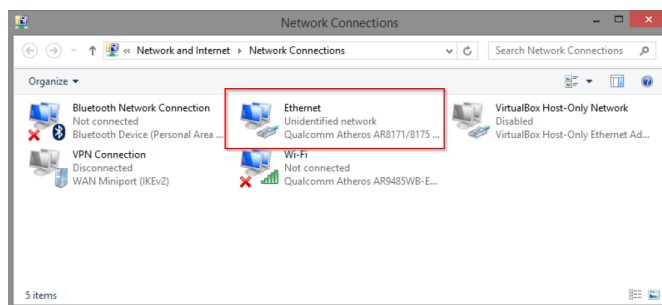 Network Connections
« Network and Internet Network Connections
Search Network Connections
Organize
Bluetooth Network Connection
Not connected
Bluetooth Device (Personal Area ...
Ethernet
Unidentified network
Qualcomm Atheros AR8171/8175 ...
VirtualBox Host-Only Network
Disabled
VirtualBox Host-Only Ethernet Ad...
VPN Connection
Disconnected
WAN Miniport (IKEv2)
Wi-Fi
Not connected
Qualcomm Atheros AR9485WB-E...
5 items